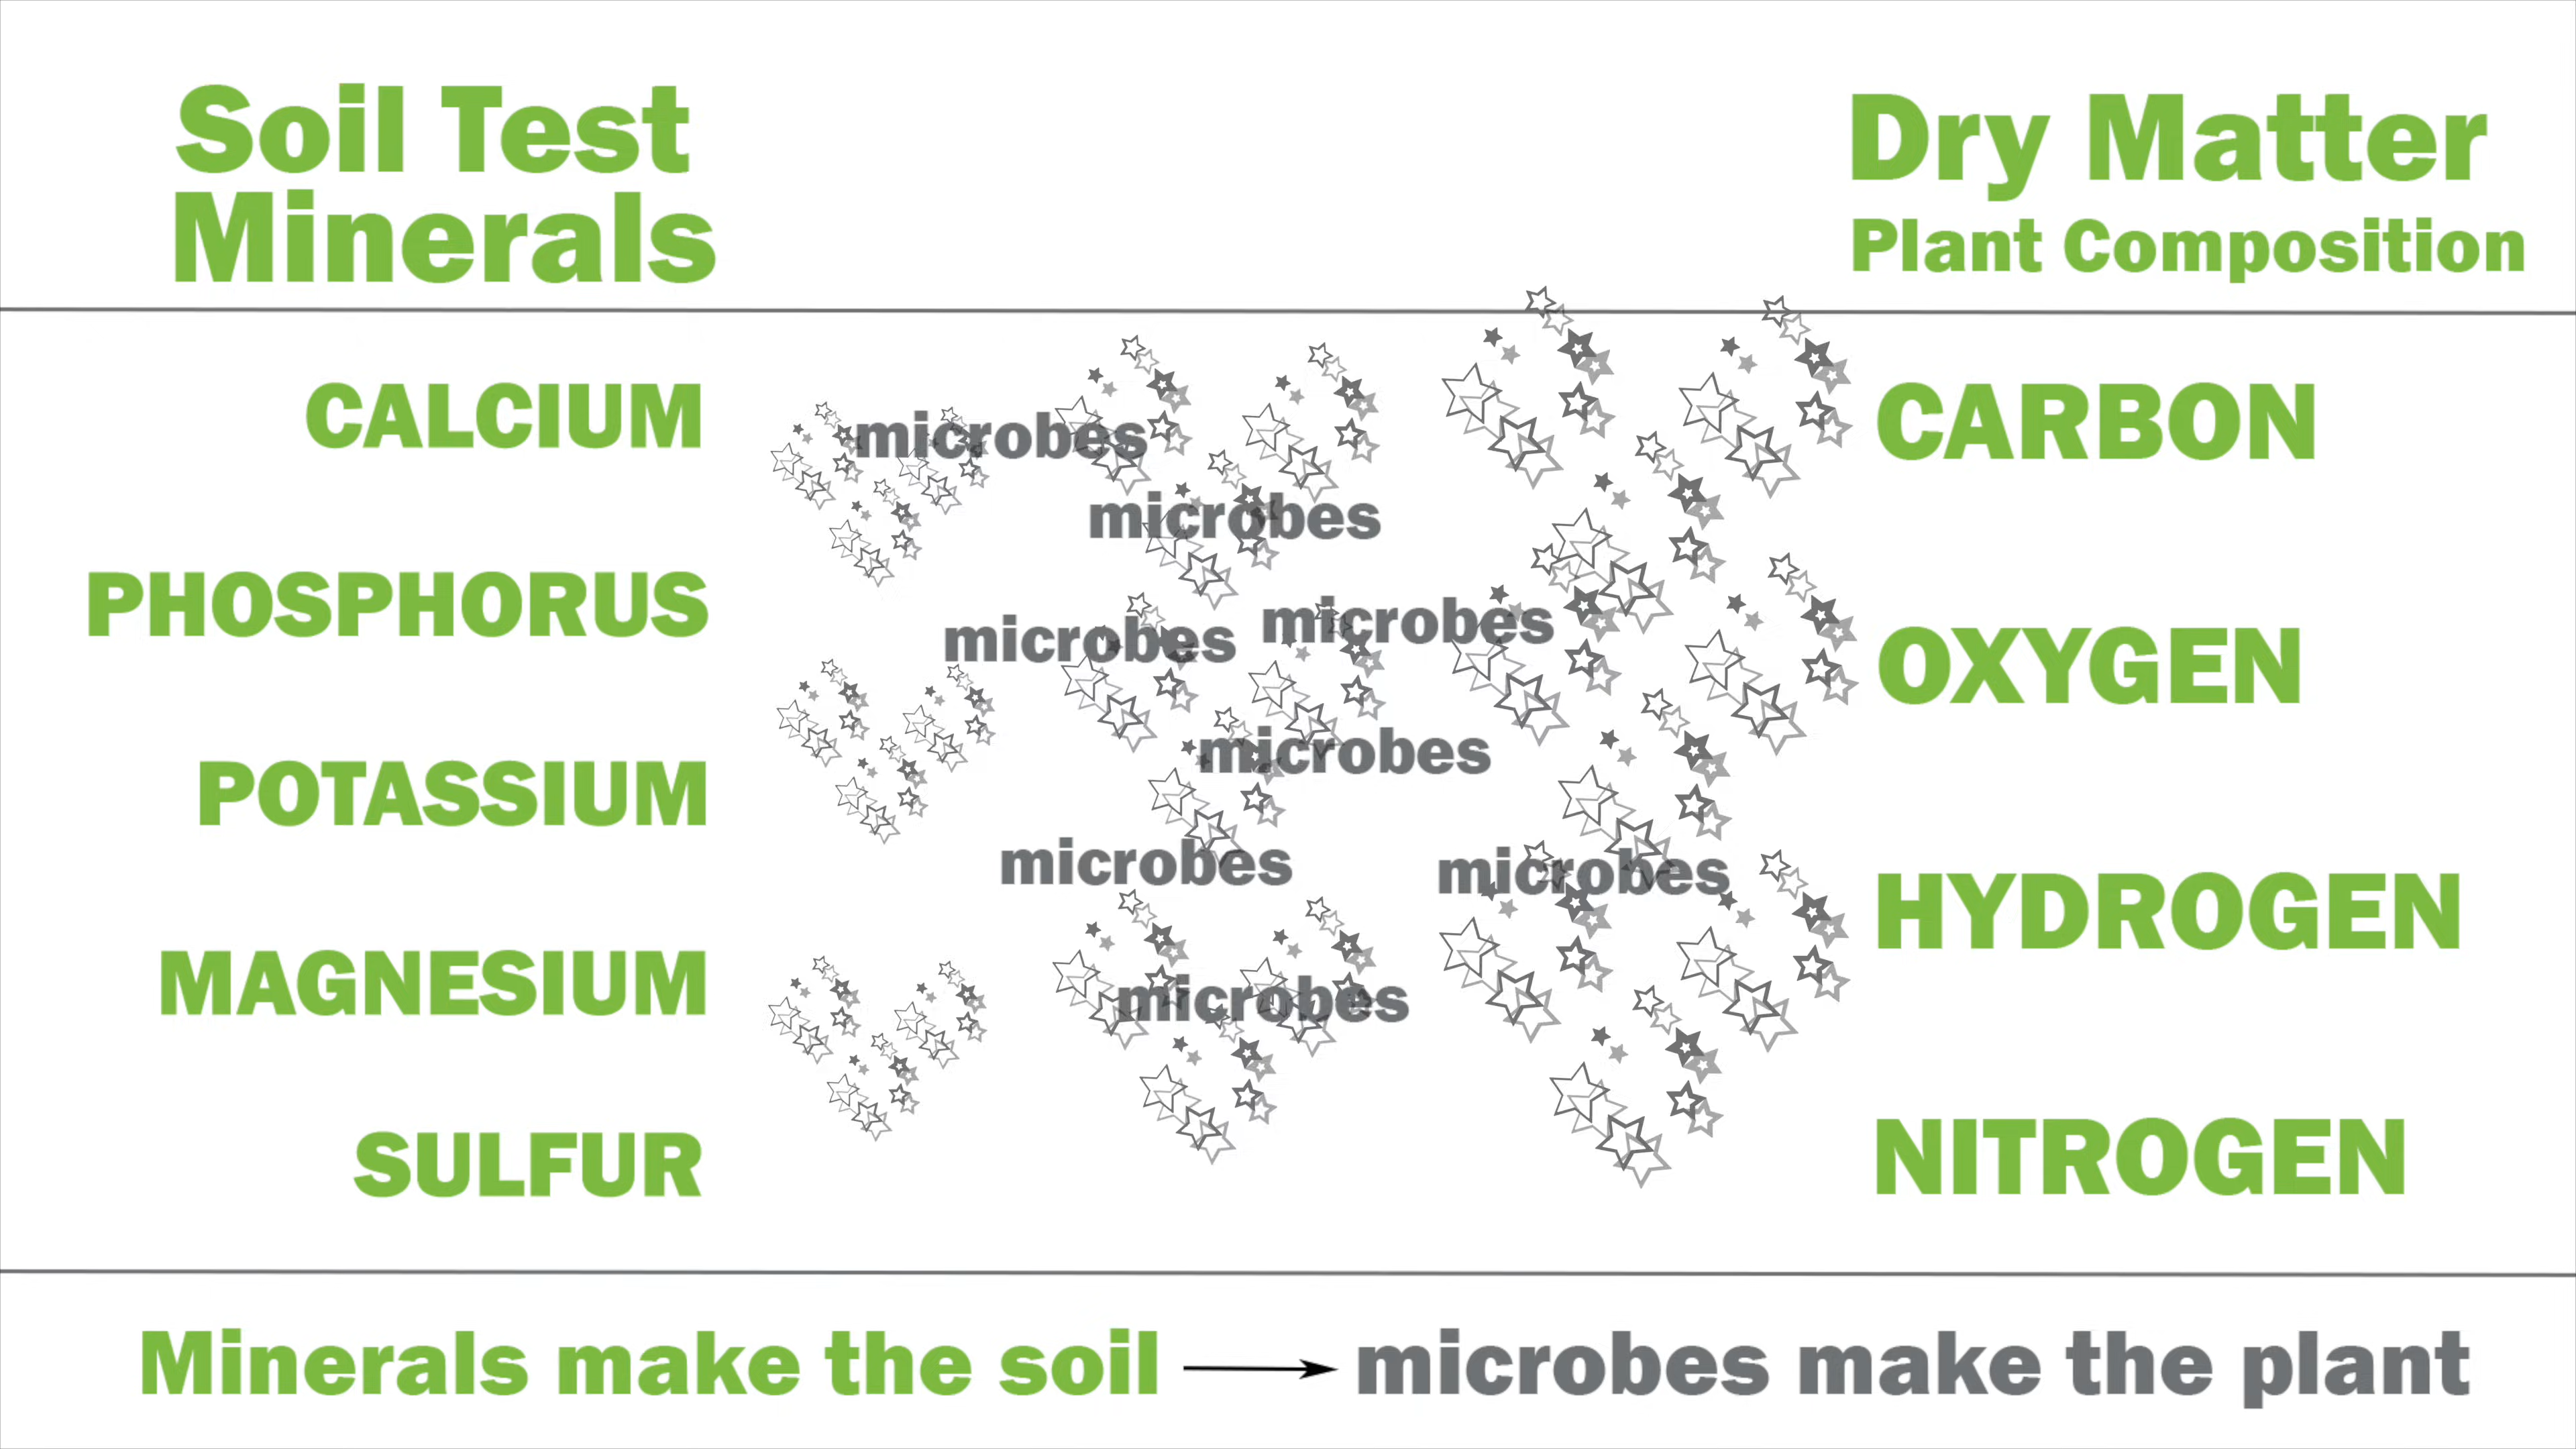 Soil Test
Minerals
Dry Matter
Plant Composition
CALCIUM
PHOSPHORUS
POTASSIUM
MAGNESIUM
SULFUR
microbes
microbes
microbes
microbes
microbes
microbes
microbes
microbes
CARBON
OXYGEN
HYDROGEN
NITROGEN
Minerals make the soil
microbes make the plant